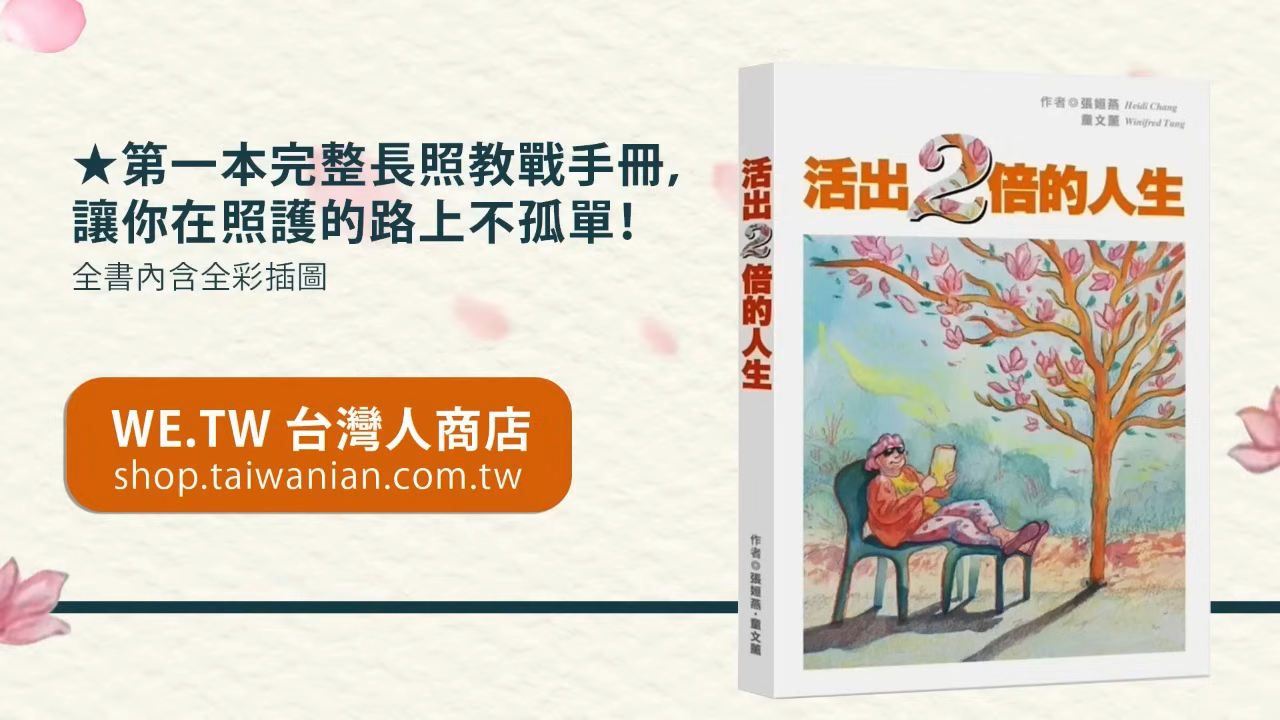 ★第一本完整長照教戰手冊,
讓你在照護的路上不孤單!
全書內含全彩插圖
WE.TW 台灣人商店
shop.taiwanian.com.tw
活出2倍的人生
作者◎張姮燕·童文薰
作者◎張姮燕 Heidi Chang
童文薰 Winifred Tung
活出2倍的人生